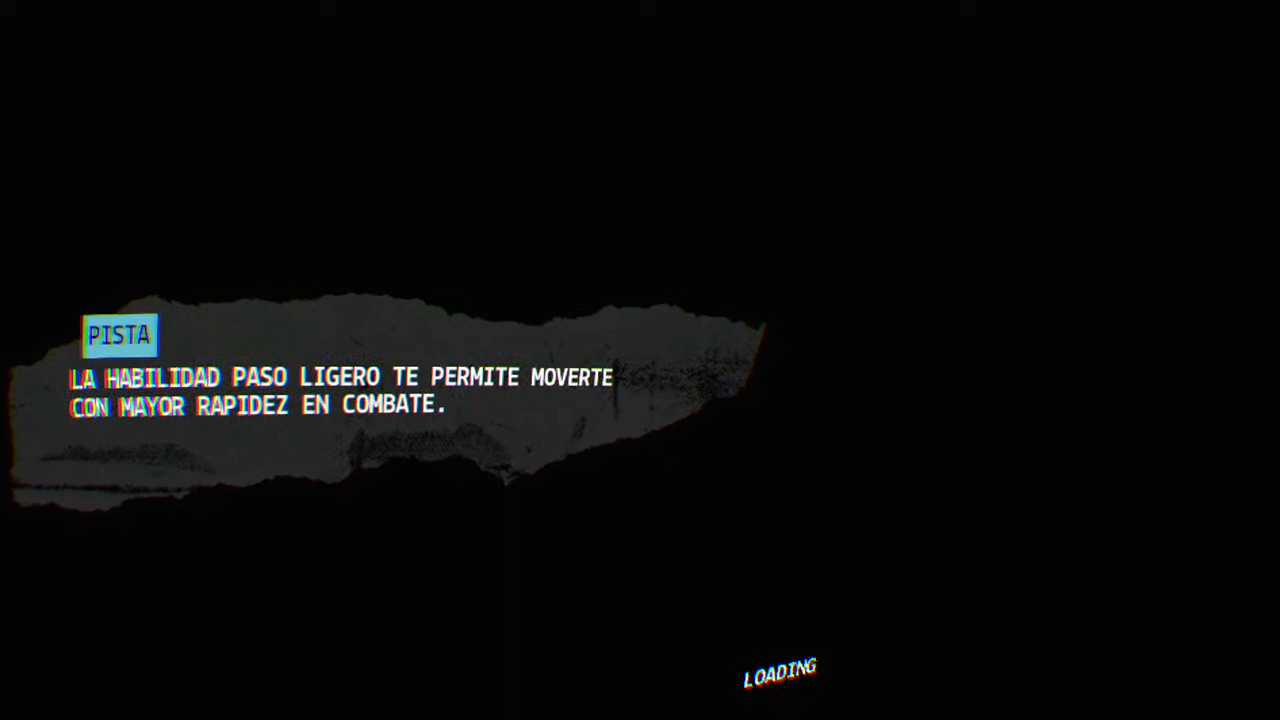 PISTA
LA HABILIDAD PASO LIGERO TE PERMITE MOVERTE
CON MAYOR RAPIDEZ EN COMBATE.
LOADING